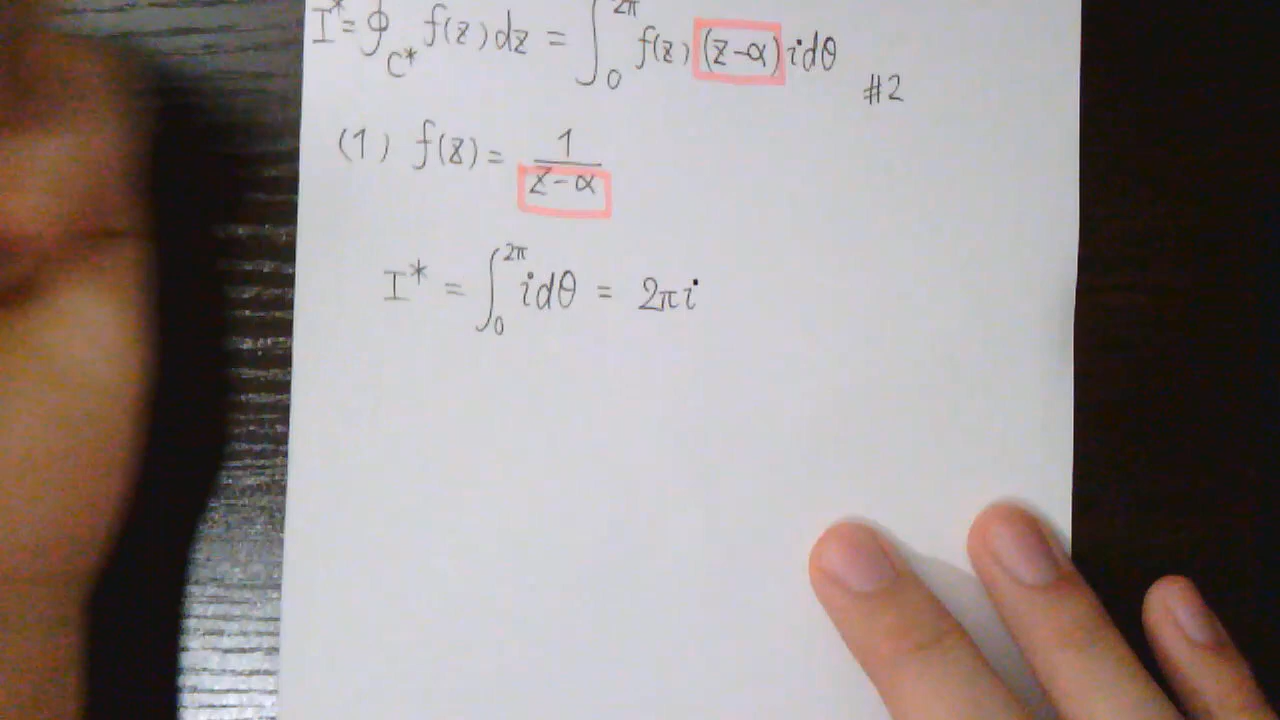 I* = ∮_{C*} f(z) dz = ∫_0^{2π} f(z) (z-α) i dθ
#2
(1) f(z) = 1/(z-α)
I* = ∫_0^{2π} i dθ = 2πi